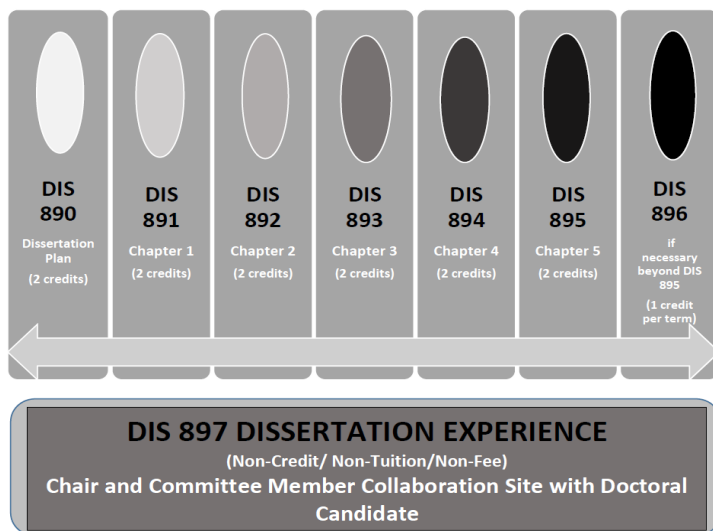 DIS
890
Dissertation
Plan
(2 credits)
DIS
891
Chapter 1
(2 credits)
DIS
892
Chapter 2
(2 credits)
DIS
893
Chapter 3
(2 credits)
DIS
894
Chapter 4
(2 credits)
DIS
895
Chapter 5
(2 credits)
DIS
896
if
necessary
beyond DIS
895
(1 credit
per term)
DIS 897 DISSERTATION EXPERIENCE
(Non-Credit/ Non-Tuition/Non-Fee)
Chair and Committee Member Collaboration Site with Doctoral
Candidate